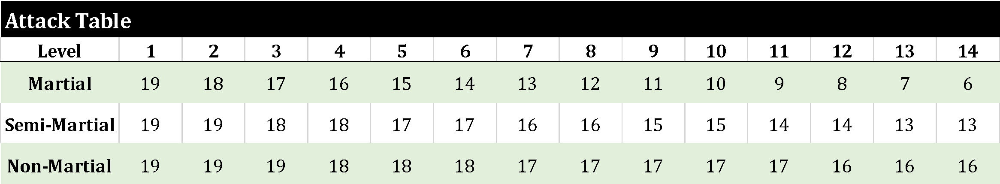 Attack Table
Level 1 2 3 4 5 6 7 8 9 10 11 12 13 14
Martial 19 18 17 16 15 14 13 12 11 10 9 8 7 6
Semi-Martial 19 19 18 18 17 17 16 16 15 15 14 14 13 13
Non-Martial 19 19 19 18 18 18 17 17 17 17 17 16 16 16